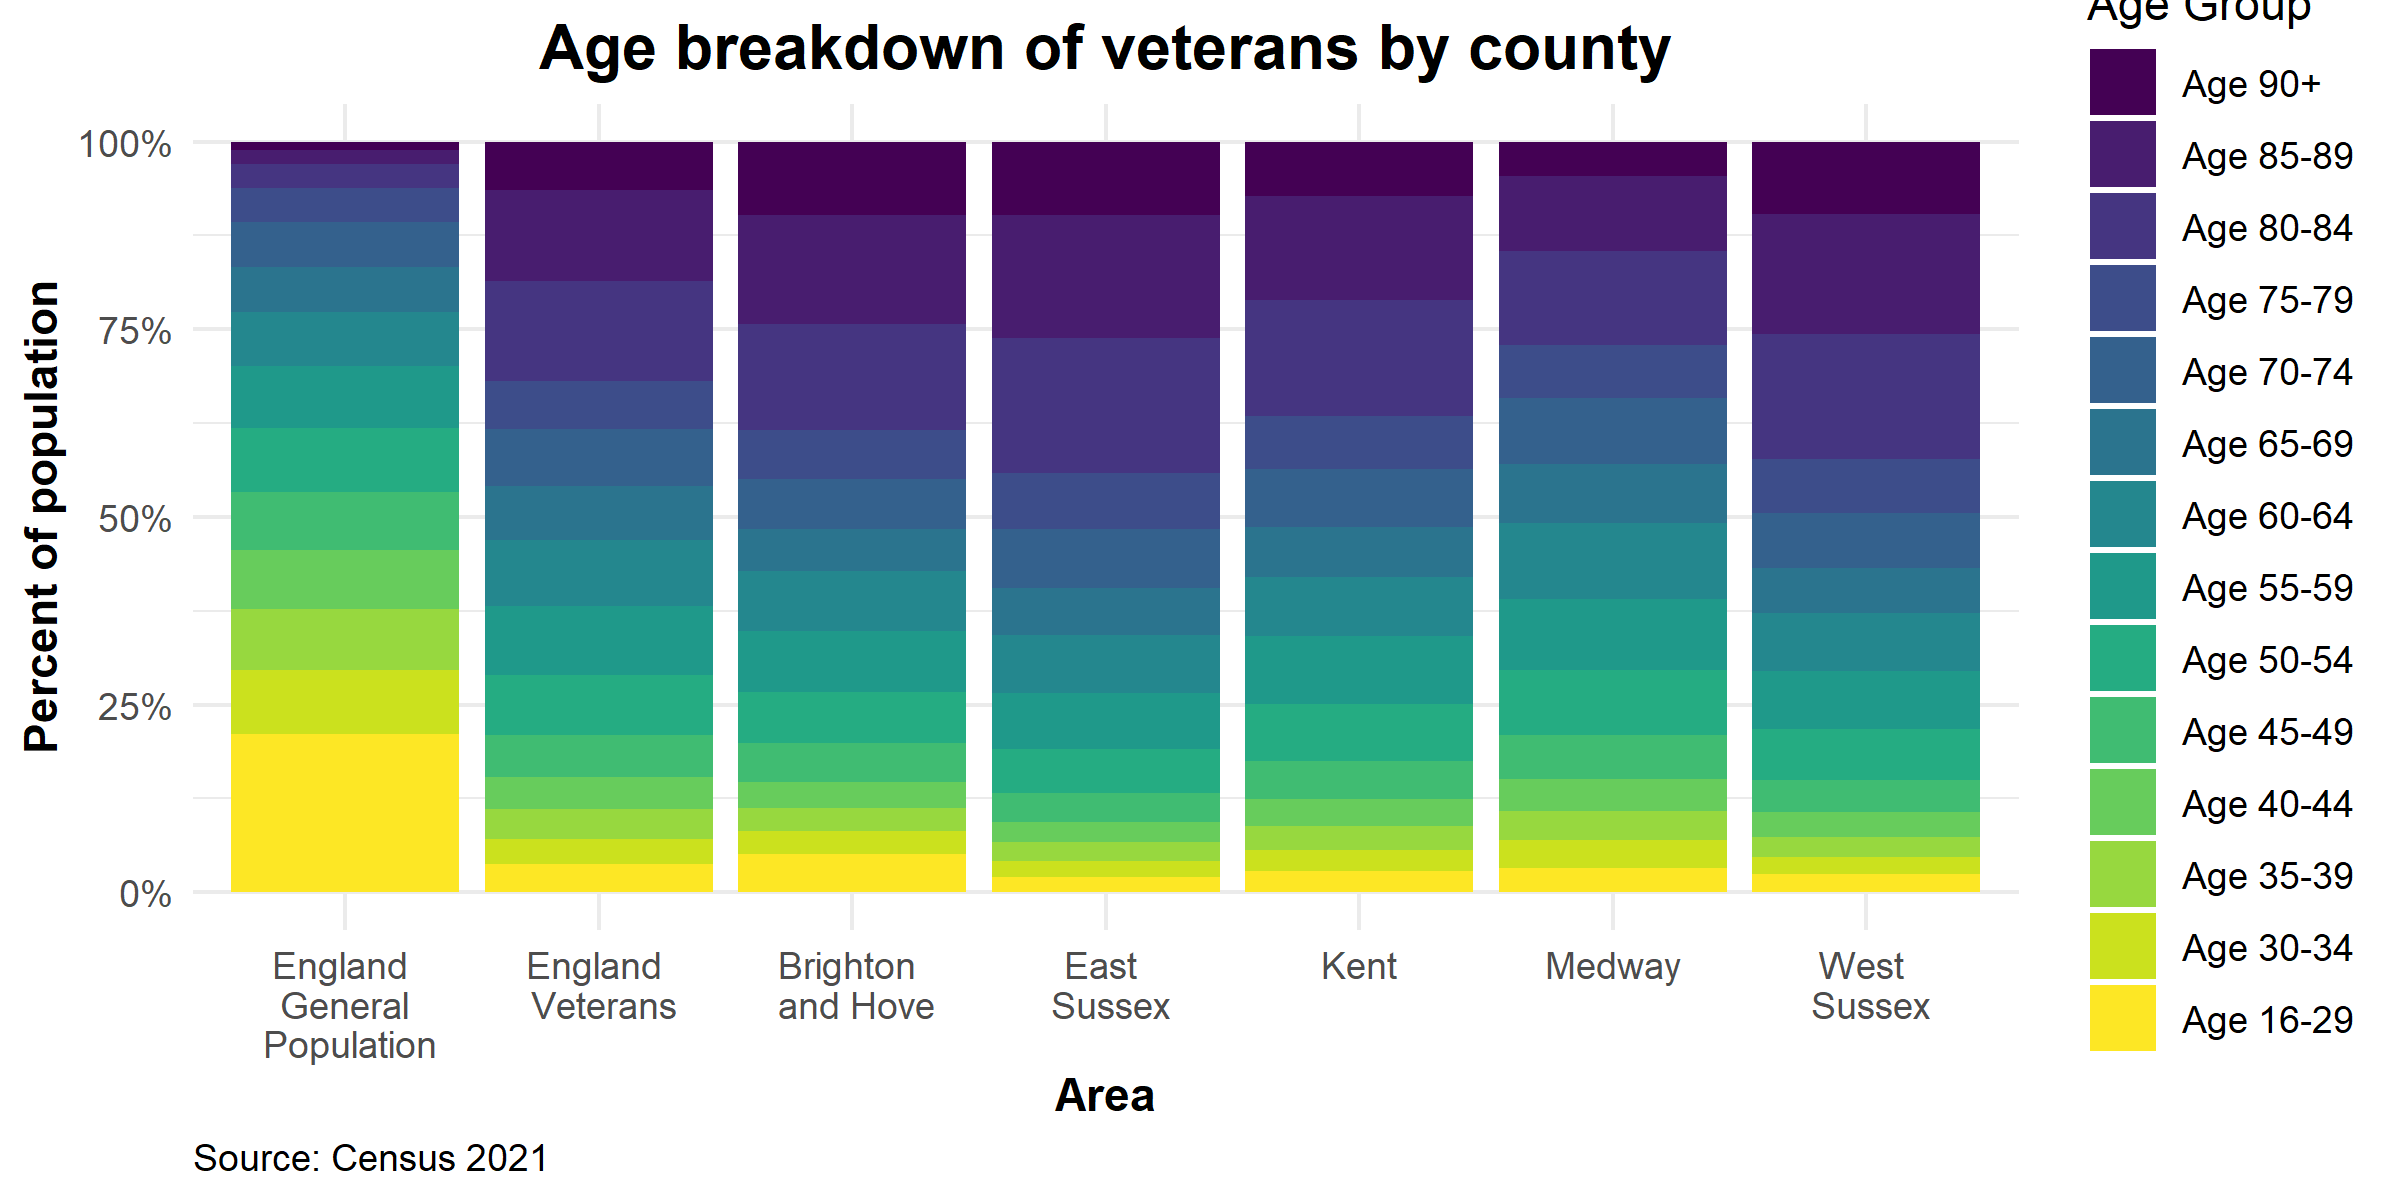 Age breakdown of veterans by county
Age Group
Age 90+
Age 85-89
Age 80-84
Age 75-79
Age 70-74
Age 65-69
Age 60-64
Age 55-59
Age 50-54
Age 45-49
Age 40-44
Age 35-39
Age 30-34
Age 16-29
Percent of population
100%
75%
50%
25%
0%
England
General
Population
England
Veterans
Brighton
and Hove
East
Sussex
Kent
Medway
West
Sussex
Area
Source: Census 2021